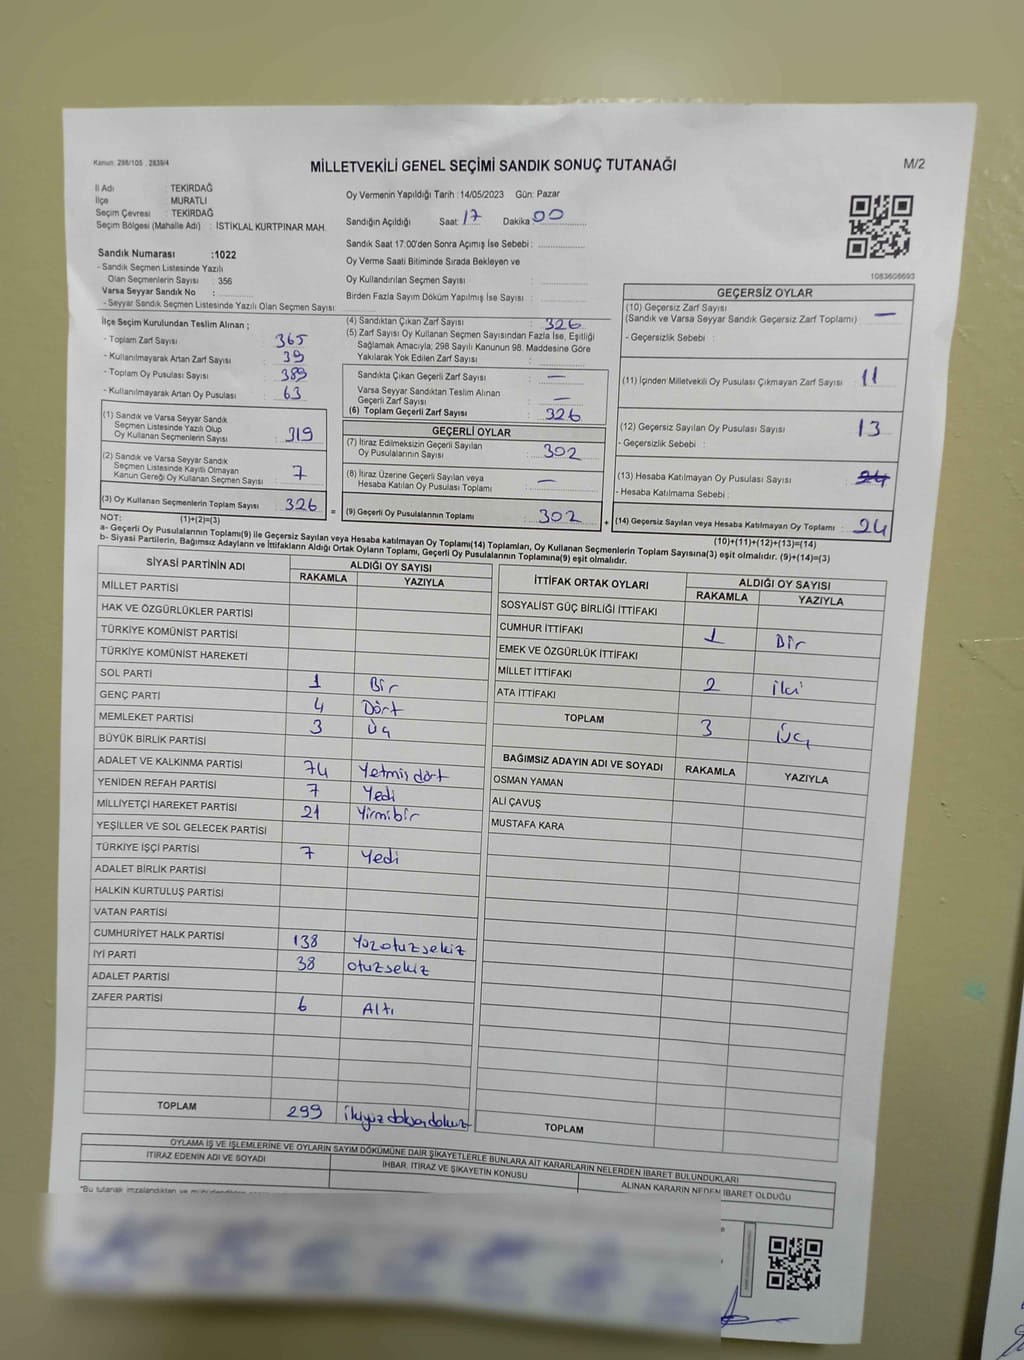 Kanun: 298/105 , 2839/4
MİLLETVEKİLİ GENEL SEÇİMİ SANDIK SONUÇ TUTANAĞI
M/2
İl Adı TEKİRDAĞ
İlçe MURATLI
Seçim Çevresi TEKİRDAĞ
Seçim Bölgesi (Mahalle Adı) : İSTİKLAL KURTPINAR MAH.
Oy Vermenin Yapıldığı Tarih : 14/05/2023 Gün: Pazar
Sandığın Açıldığı Saat: 17 Dakika 00
Sandık Saat 17:00'den Sonra Açımış İse Sebebi :
Oy Verme Saati Bitiminde Sırada Bekleyen ve
Oy Kullandırılan Seçmen Sayısı :
Birden Fazla Sayım Döküm Yapılmış İse Sayısı :
Sandık Numarası :1022
- Sandık Seçmen Listesinde Yazılı
Olan Seçmenlerin Sayısı : 356
Varsa Seyyar Sandık No :
- Seyyar Sandık Seçmen Listesinde Yazılı Olan Seçmen Sayısı :
1083608693
İlçe Seçim Kurulundan Teslim Alınan ;
- Toplam Zarf Sayısı : 365
- Kullanılmayarak Artan Zarf Sayısı : 39
- Toplam Oy Pusulası Sayısı : 389
- Kullanılmayarak Artan Oy Pusulası : 63
(1) Sandık ve Varsa Seyyar Sandık
Seçmen Listesinde Yazılı Olup
Oy Kullanan Seçmenlerin Sayısı : 319
(2) Sandık ve Varsa Seyyar Sandık
Seçmen Listesinde Kayıtlı Olmayan
Kanun Gereği Oy Kullanan Seçmen Sayısı : 7
(3) Oy Kullanan Seçmenlerin Toplam Sayısı : 326
(1)+(2)=(3)
(4) Sandıktan Çıkan Zarf Sayısı : 326
(5) Zarf Sayısı Oy Kullanan Seçmen Sayısından Fazla İse, Eşitliği
Sağlamak Amacıyla; 298 Sayılı Kanunun 98. Maddesine Göre
Yakılarak Yok Edilen Zarf Sayısı :
Sandıkta Çıkan Geçerli Zarf Sayısı : —
Varsa Seyyar Sandıktan Teslim Alınan
Geçerli Zarf Sayısı : —
(6) Toplam Geçerli Zarf Sayısı : 326
GEÇERLİ OYLAR
(7) İtiraz Edilmeksizin Geçerli Sayılan
Oy Pusulalarının Sayısı : 302
(8) İtiraz Üzerine Geçerli Sayılan veya
Hesaba Katılan Oy Pusulası Toplamı : —
= (9) Geçerli Oy Pusulalarının Toplamı : 302
GEÇERSİZ OYLAR
(10) Geçersiz Zarf Sayısı
(Sandık ve Varsa Seyyar Sandık Geçersiz Zarf Toplamı) : —
- Geçersizlik Sebebi :
(11) İçinden Milletvekili Oy Pusulası Çıkmayan Zarf Sayısı : 11
(12) Geçersiz Sayılan Oy Pusulası Sayısı : 13
- Geçersizlik Sebebi :
(13) Hesaba Katılmayan Oy Pusulası Sayısı : 24
- Hesaba Katılmama Sebebi :
+ (14) Geçersiz Sayılan veya Hesaba Katılmayan Oy Toplamı : 24
(10)+(11)+(12)+(13)=(14)
NOT:
a- Geçerli Oy Pusulalarının Toplamı(9) ile Geçersiz Sayılan veya Hesaba katılmayan Oy Toplamı(14) Toplamları, Oy Kullanan Seçmenlerin Toplam Sayısına(3) eşit olmalıdır. (9)+(14)=(3)
b- Siyasi Partilerin, Bağımsız Adayların ve İttifakların Aldığı Ortak Oyların Toplamı, Geçerli Oy Pusulalarının Toplamına(9) eşit olmalıdır.
SİYASİ PARTİNİN ADI ALDIĞI OY SAYISI
RAKAMLA YAZIYLA
MİLLET PARTİSİ
HAK VE ÖZGÜRLÜKLER PARTİSİ
TÜRKİYE KOMÜNİST PARTİSİ
TÜRKİYE KOMÜNİST HAREKETİ
SOL PARTİ 1 Bir
GENÇ PARTİ 4 Dört
MEMLEKET PARTİSİ 3 Üç
BÜYÜK BİRLİK PARTİSİ
ADALET VE KALKINMA PARTİSİ 74 Yetmiş dört
YENİDEN REFAH PARTİSİ 7 Yedi
MİLLİYETÇİ HAREKET PARTİSİ 21 Yirmibir
YEŞİLLER VE SOL GELECEK PARTİSİ
TÜRKİYE İŞÇİ PARTİSİ 7 Yedi
ADALET BİRLİK PARTİSİ
HALKIN KURTULUŞ PARTİSİ
VATAN PARTİSİ
CUMHURİYET HALK PARTİSİ 138 Yüzotuzsekiz
İYİ PARTİ 38 otuzsekiz
ADALET PARTİSİ
ZAFER PARTİSİ 6 Altı
TOPLAM 299 ikiyüzdoksandokuz
İTTİFAK ORTAK OYLARI ALDIĞI OY SAYISI
RAKAMLA YAZIYLA
SOSYALİST GÜÇ BİRLİĞİ İTTİFAKI
CUMHUR İTTİFAKI 1 Bir
EMEK VE ÖZGÜRLÜK İTTİFAKI
MİLLET İTTİFAKI 2 iki
ATA İTTİFAKI
TOPLAM 3 Üç
BAĞIMSIZ ADAYIN ADI VE SOYADI RAKAMLA YAZIYLA
OSMAN YAMAN
ALİ ÇAVUŞ
MUSTAFA KARA
TOPLAM
OYLAMA İŞ VE İŞLEMLERİNE VE OYLARIN SAYIM DÖKÜMÜNE DAİR ŞİKAYETLERLE BUNLARA AİT KARARLARIN NELERDEN İBARET BULUNDUKLARI
İTİRAZ EDENİN ADI VE SOYADI İHBAR, İTİRAZ VE ŞİKAYETİN KONUSU ALINAN KARARIN NEDEN İBARET OLDUĞU
*Bu tutanak imzalandıktan ve